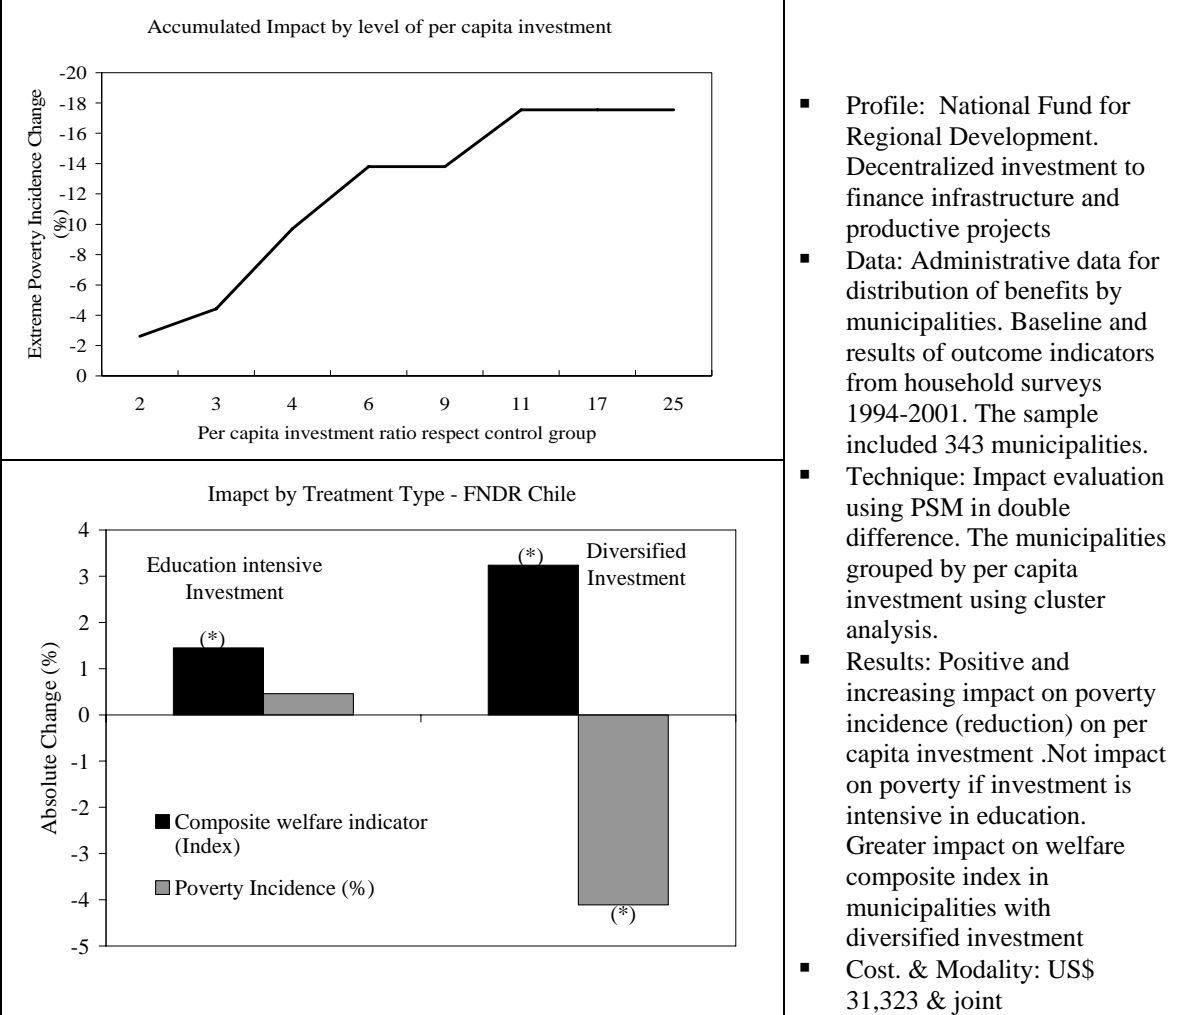 Accumulated Impact by level of per capita investment
Extreme Poverty Incidence Change
(%)
-20
-18
-16
-14
-12
-10
-8
-6
-4
-2
0
2 3 4 6 9 11 17 25
Per capita investment ratio respect control group
Imapct by Treatment Type - FNDR Chile
Absolute Change (%)
4
3
2
1
0
-1
-2
-3
-4
-5
Education intensive
Investment
(*)
(*)
Diversified
Investment
(*)
Composite welfare indicator
(Index)
Poverty Incidence (%)
▪ Profile: National Fund for
Regional Development.
Decentralized investment to
finance infrastructure and
productive projects
▪ Data: Administrative data for
distribution of benefits by
municipalities. Baseline and
results of outcome indicators
from household surveys
1994-2001. The sample
included 343 municipalities.
▪ Technique: Impact evaluation
using PSM in double
difference. The municipalities
grouped by per capita
investment using cluster
analysis.
▪ Results: Positive and
increasing impact on poverty
incidence (reduction) on per
capita investment .Not impact
on poverty if investment is
intensive in education.
Greater impact on welfare
composite index in
municipalities with
diversified investment
▪ Cost. & Modality: US$
31,323 & joint